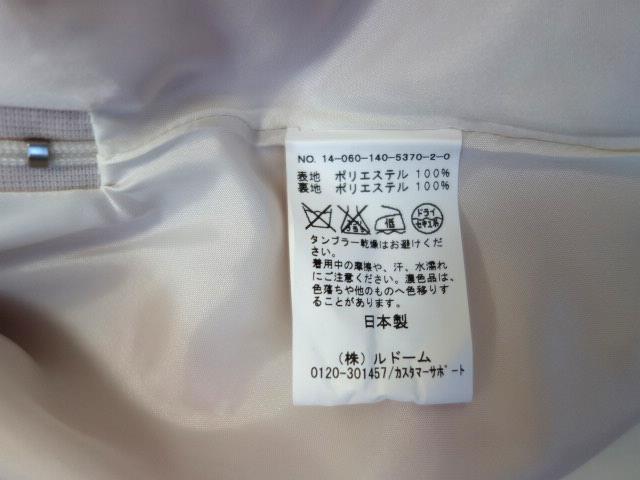 NO. 14-060-140-5370-2-0
表地 ポリエステル 100%
裏地 ポリエステル 100%
低 ドライ セキユ系
タンブラー乾燥はお避けくだ
さい。
着用中の摩擦や、汗、水濡れ
にご注意ください。濃色品は、
色落ちや他のものへ色移りす
ることがあります。
日本製
(株) ルドーム
0120-301457/カスタマーサポート